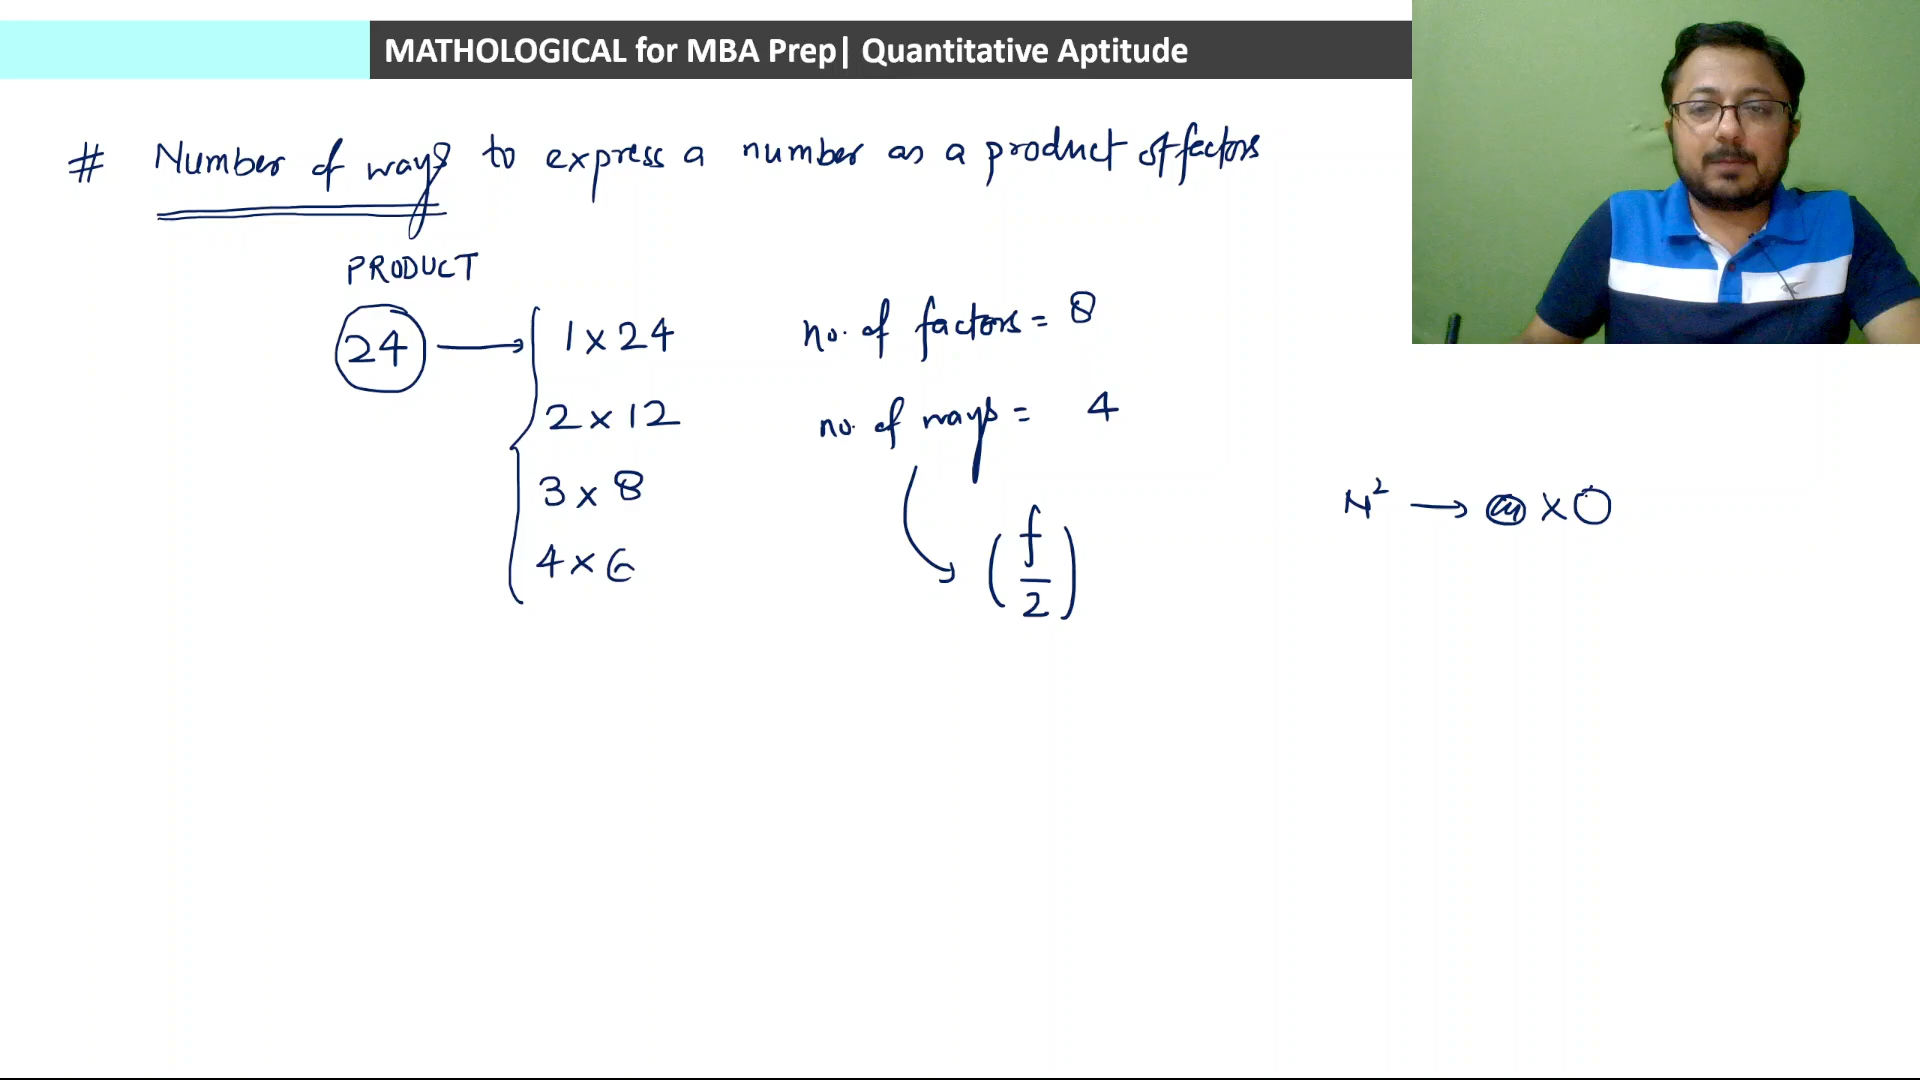 MATHOLOGICAL for MBA Prep| Quantitative Aptitude
# Number of ways to express a number as a product of factors
PRODUCT
24 → { 1 x 24
2 x 12
3 x 8
4 x 6
no. of factors = 8
no. of ways = 4
(f/2)
N² → x